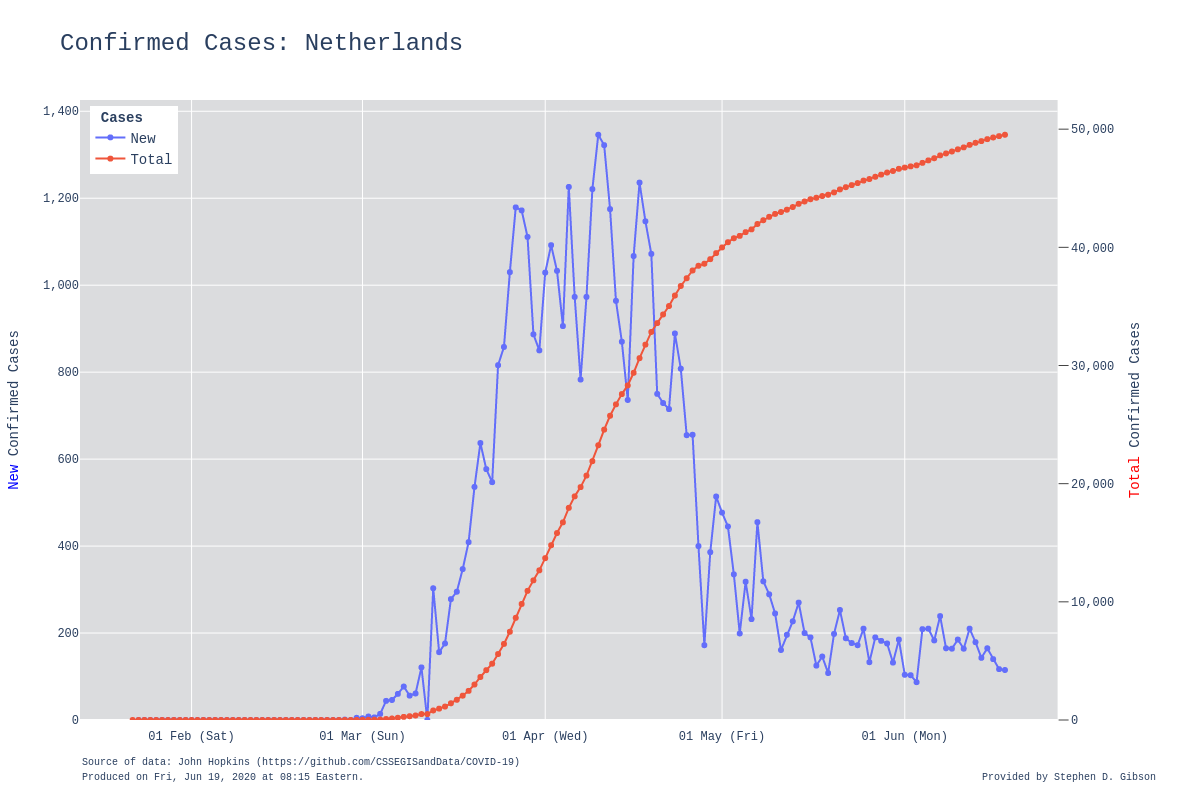 Confirmed Cases: Netherlands
Cases
New
Total
1,400
1,200
1,000
800
600
400
200
0
New Confirmed Cases
50,000
40,000
30,000
20,000
10,000
0
Total Confirmed Cases
01 Feb (Sat) 01 Mar (Sun) 01 Apr (Wed) 01 May (Fri) 01 Jun (Mon)
Source of data: John Hopkins (https://github.com/CSSEGISandData/COVID-19)
Produced on Fri, Jun 19, 2020 at 08:15 Eastern.
Provided by Stephen D. Gibson